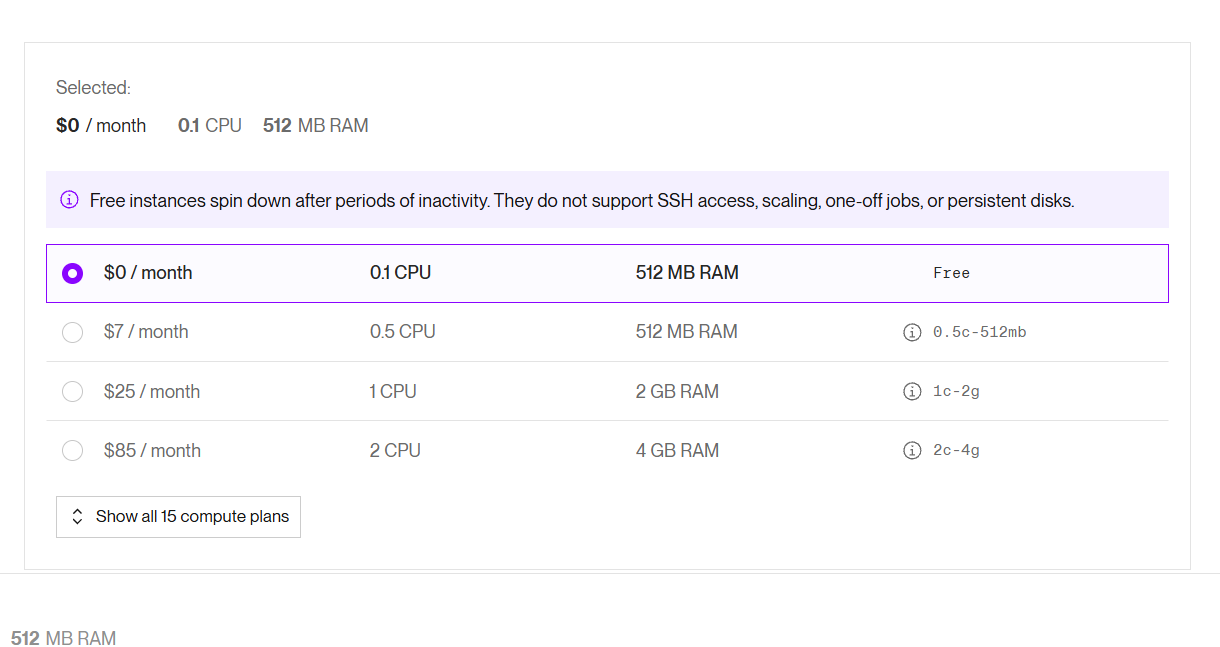 Selected:
$0 / month 0.1 CPU 512 MB RAM
Free instances spin down after periods of inactivity. They do not support SSH access, scaling, one-off jobs, or persistent disks.
$0 / month 0.1 CPU 512 MB RAM Free
$7 / month 0.5 CPU 512 MB RAM 0.5c-512mb
$25 / month 1 CPU 2 GB RAM 1c-2g
$85 / month 2 CPU 4 GB RAM 2c-4g
Show all 15 compute plans
512 MB RAM